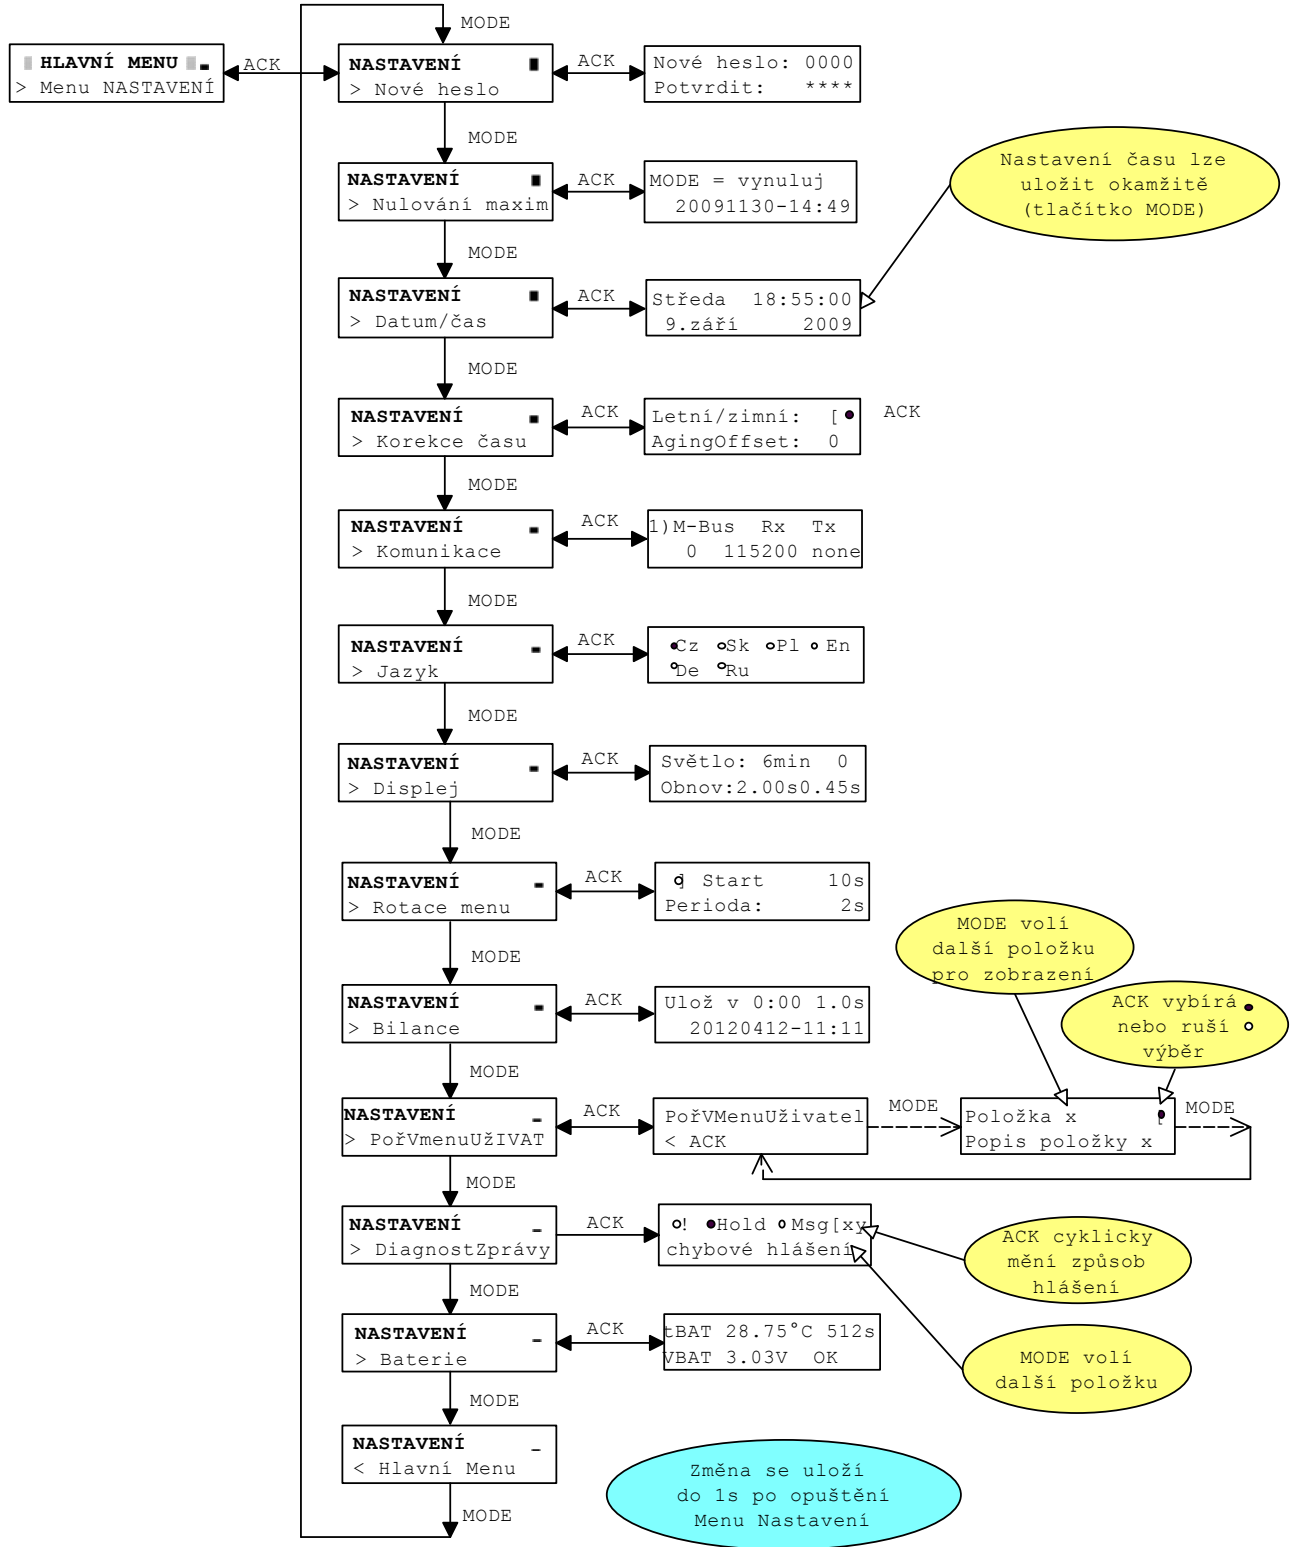 MODE
HLAVNÍ MENU
> Menu NASTAVENÍ
ACK
NASTAVENÍ
> Nové heslo
ACK
Nové heslo: 0000
Potvrdit: ****
MODE
NASTAVENÍ
> Nulování maxim
ACK
MODE = vynuluj
20091130-14:49
Nastavení času lze
uložit okamžitě
(tlačítko MODE)
MODE
NASTAVENÍ
> Datum/čas
ACK
Středa 18:55:00
9.září 2009
MODE
NASTAVENÍ
> Korekce času
ACK
Letní/zimní: [
AgingOffset: 0
ACK
MODE
NASTAVENÍ
> Komunikace
ACK
1)M-Bus Rx Tx
0 115200 none
MODE
NASTAVENÍ
> Jazyk
ACK
Cz Sk Pl En
De Ru
MODE
NASTAVENÍ
> Displej
ACK
Světlo: 6min 0
Obnov:2.00s0.45s
MODE
NASTAVENÍ
> Rotace menu
ACK
] Start 10s
Perioda: 2s
MODE volí
další položku
pro zobrazení
MODE
NASTAVENÍ
> Bilance
ACK
Ulož v 0:00 1.0s
20120412-11:11
ACK vybírá
nebo ruší
výběr
MODE
NASTAVENÍ
> PořVmenuUžIVAT
ACK
PořVMenuUživatel
< ACK
MODE
Položka x [
Popis položky x
MODE
MODE
NASTAVENÍ
> DiagnostZprávy
ACK
! Hold Msg[xy
chybové hlášení
ACK cyklicky
mění způsob
hlášení
MODE
NASTAVENÍ
> Baterie
ACK
tBAT 28.75°C 512s
VBAT 3.03V OK
MODE volí
další položku
MODE
NASTAVENÍ
< Hlavní Menu
MODE
Změna se uloží
do 1s po opuštění
Menu Nastavení